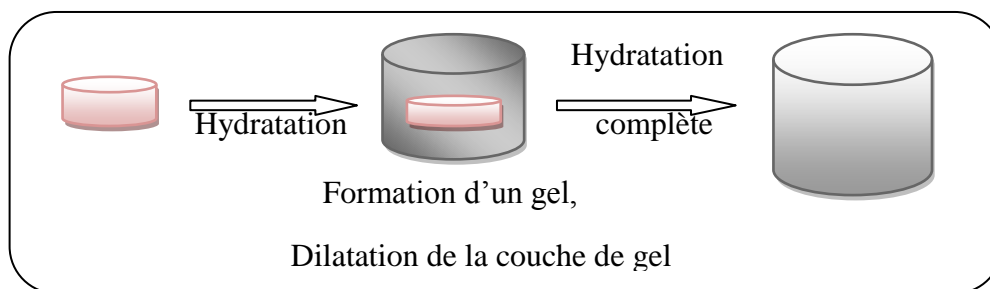 Hydratation
Hydratation
complète
Formation d’un gel,
Dilatation de la couche de gel